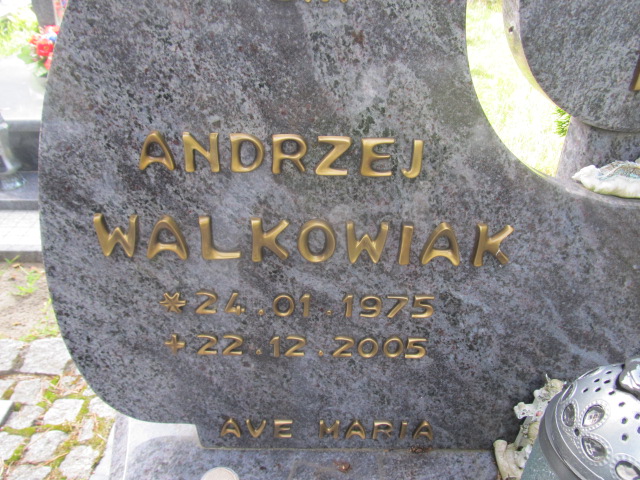 ANDRZEJ
WALKOWIAK
* 24.01.1975
+ 22.12.2005
AVE MARIA